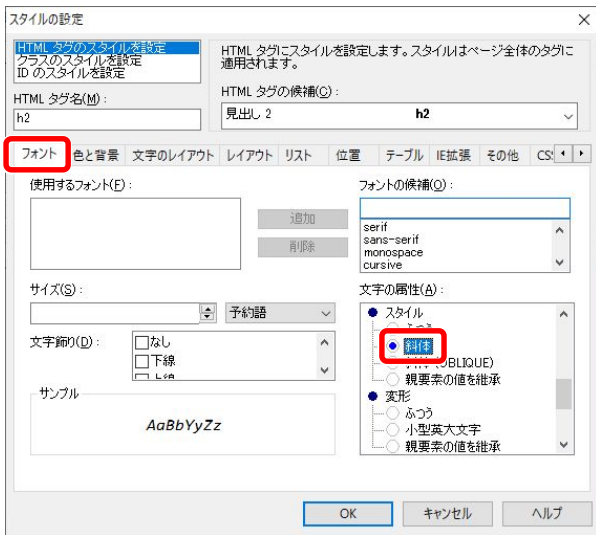 スタイルの設定
HTML タグのスタイルを設定
クラスのスタイルを設定
ID のスタイルを設定
HTML タグにスタイルを設定します。スタイルはページ全体のタグに
適用されます。
HTML タグ名(M):
h2
HTML タグの候補(C):
見出し 2 h2
フォント 色と背景 文字のレイアウト レイアウト リスト 位置 テーブル IE拡張 その他 CS
使用するフォント(F):
追加
削除
フォントの候補(O):
serif
sans-serif
monospace
cursive
サイズ(S):
予約語
文字飾り(D):
なし
下線
文字の属性(A):
スタイル
ふつう
斜体
(OBLIQUE)
親要素の値を継承
変形
ふつう
小型英大文字
親要素の値を継承
サンプル
AaBbYyZz
OK キャンセル ヘルプ